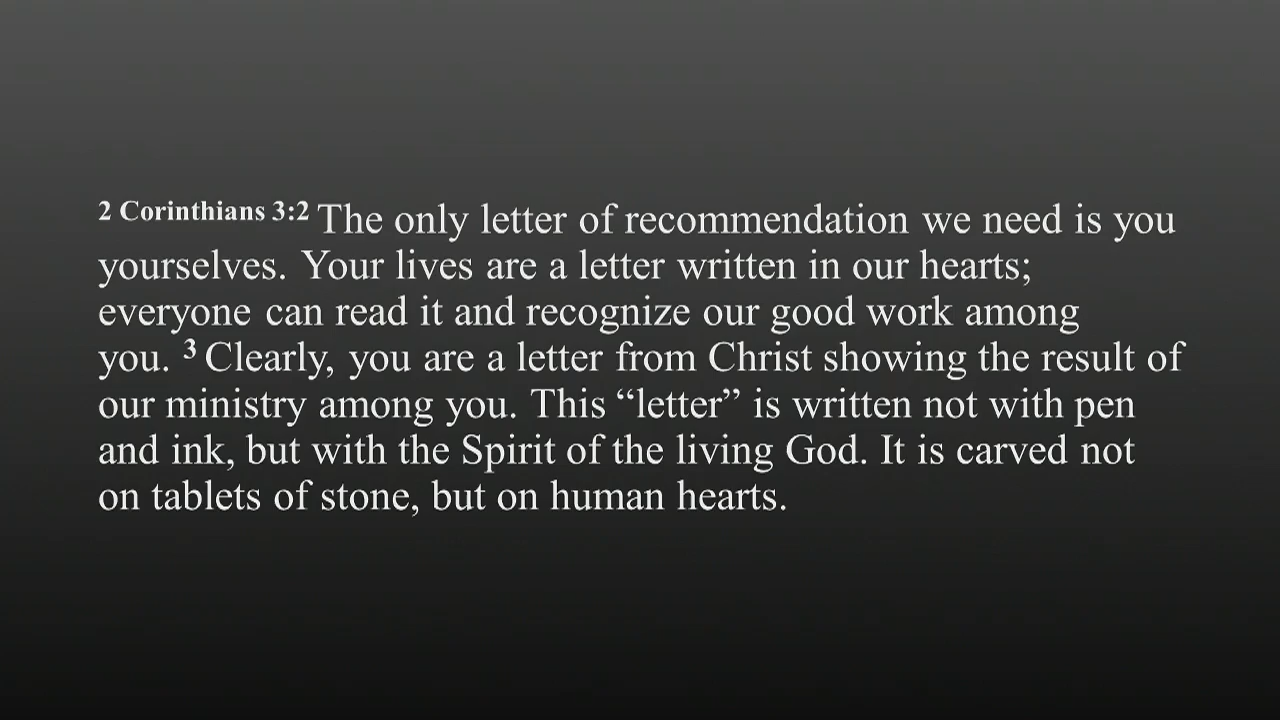 2 Corinthians 3:2 The only letter of recommendation we need is you
yourselves. Your lives are a letter written in our hearts;
everyone can read it and recognize our good work among
you. 3 Clearly, you are a letter from Christ showing the result of
our ministry among you. This “letter” is written not with pen
and ink, but with the Spirit of the living God. It is carved not
on tablets of stone, but on human hearts.